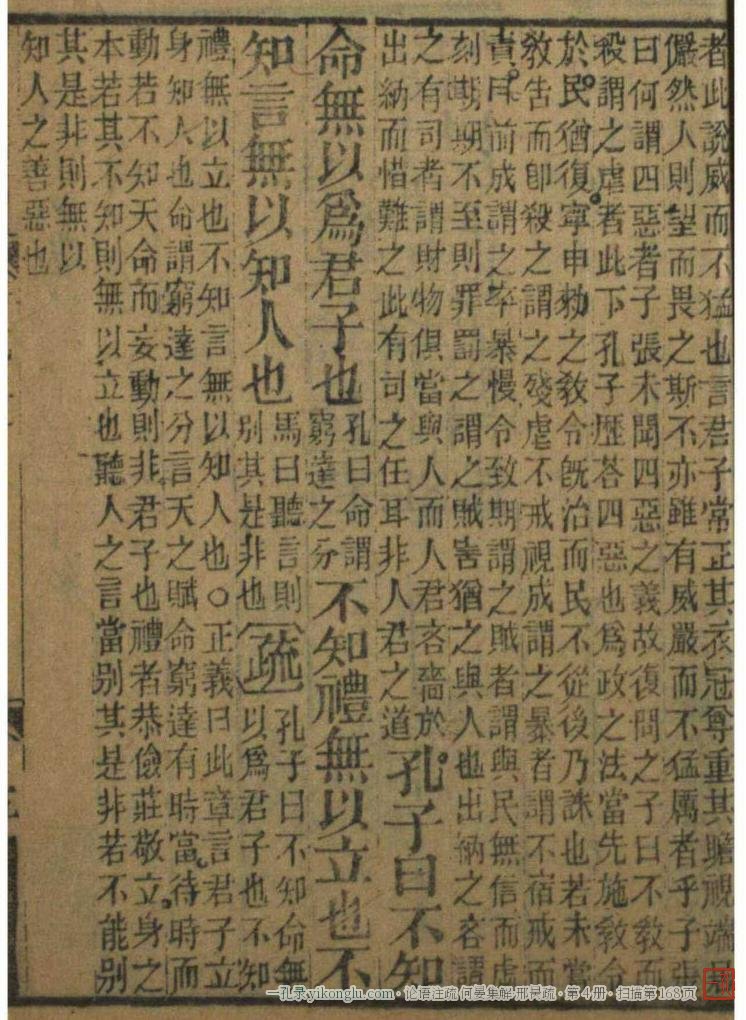 者此說威而不猛也言君子常正其衣冠尊重其瞻視端居
儼然人則望而畏之斯不亦雖有威嚴而不猛厲者乎子張
曰何謂四惡者子張未聞四惡之義故復問之子曰不教而
殺謂之虐者此下孔子歷荅四惡也爲政之法當先施教令
於民猶復寧申勑之教令旣治而民不從後乃誅也若未嘗
教告而卽殺之謂之殘虐不戒視成謂之暴者謂不宿戒而
責目前成謂之卒暴慢令致期謂之賊者謂與民無信而虛
刻期期不至則罪罰之謂之賊害猶之與人也出納之吝謂
之有司者謂財物俱當與人而人君吝嗇於
出納而惜難之此有司之任耳非人君之道
孔子曰不知
命無以爲君子也
孔曰命謂
窮達之分
不知禮無以立也不
知言無以知人也
馬曰聽言則
別其是非也
疏
孔子曰不知命無
以爲君子也不知
禮無以立也不知言無以知人也○正義曰此章言君子立
身知人也命謂窮達之分言天之賦命窮達有時當待時而
動若不知天命而妄動則非君子也禮者恭儉莊敬立身之
本若其不知則無以立也聽人之言當別其是非若不能別
其是非則無以
知人之善惡也
一孔录yikonglu.com·论语注疏.何晏集解.邢昺疏·第4册·扫描第168页